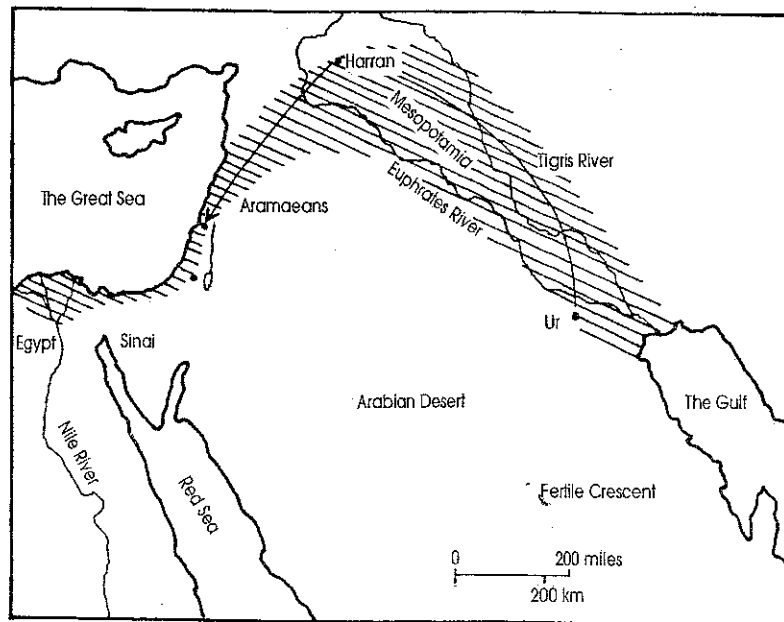 Harran
Mesopotamia
Tigris River
The Great Sea
Aramaeans
Euphrates River
Egypt
Sinai
Ur
Nile River
Arabian Desert
The Gulf
Red Sea
Fertile Crescent
0 200 miles
200 km